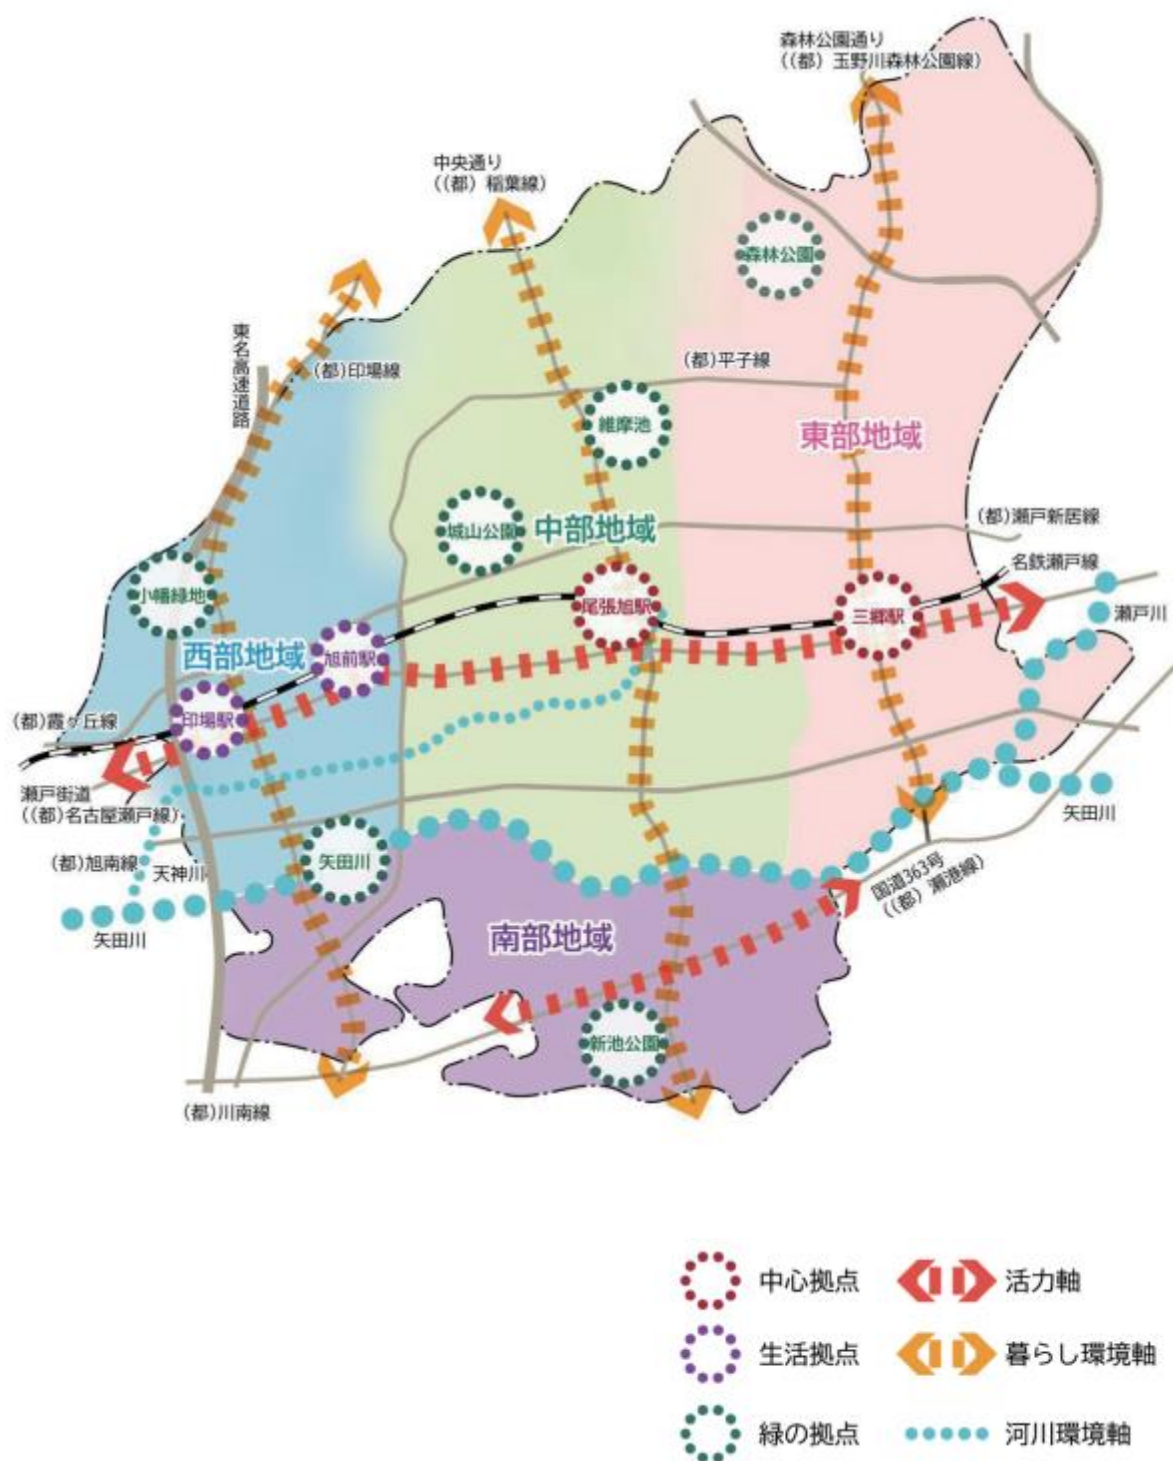 森林公園通り
((都) 玉野川森林公園線)
中央通り
((都) 稲葉線)
森林公園
東名高速道路
(都)印場線
(都)平子線
維摩池
東部地域
城山公園
中部地域
(都)瀬戸新居線
名鉄瀬戸線
小幡緑地
尾張旭駅
三郷駅
瀬戸川
西部地域
旭前駅
印場駅
(都)霞ヶ丘線
瀬戸街道
((都)名古屋瀬戸線)
矢田川
(都)旭南線
天神川
矢田川
国道363号
((都) 瀬港線)
矢田川
南部地域
新池公園
(都)川南線
中心拠点
活力軸
生活拠点
暮らし環境軸
緑の拠点
河川環境軸